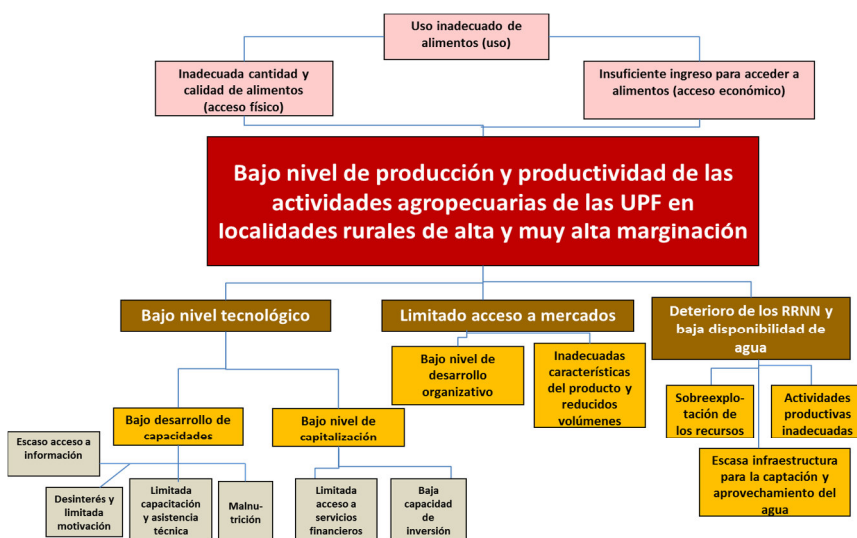 Uso inadecuado de
alimentos (uso)
Inadecuada cantidad y
calidad de alimentos
(acceso físico)
Insuficiente ingreso para acceder a
alimentos (acceso económico)
Bajo nivel de producción y productividad de las
actividades agropecuarias de las UPF en
localidades rurales de alta y muy alta marginación
Bajo nivel tecnológico
Limitado acceso a mercados
Deterioro de los RRNN y
baja disponibilidad de
agua
Bajo nivel de
desarrollo
organizativo
Inadecuadas
características
del producto y
reducidos
volúmenes
Sobreexplo-
tación de
los recursos
Actividades
productivas
inadecuadas
Bajo desarrollo de
capacidades
Bajo nivel de
capitalización
Escasa infraestructura
para la captación y
aprovechamiento del
agua
Escaso acceso a
información
Desinterés y
limitada
motivación
Limitada
capacitación
y asistencia
técnica
Malnu-
trición
Limitada
acceso a
servicios
financieros
Baja
capacidad
de
inversión